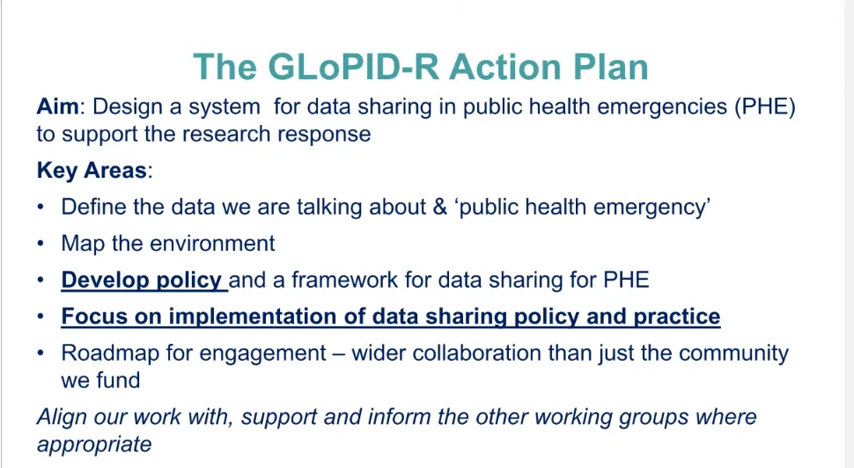 The GLoPID-R Action Plan
Aim: Design a system for data sharing in public health emergencies (PHE)
to support the research response
Key Areas:
• Define the data we are talking about & ‘public health emergency’
• Map the environment
• Develop policy and a framework for data sharing for PHE
• Focus on implementation of data sharing policy and practice
• Roadmap for engagement – wider collaboration than just the community
we fund
Align our work with, support and inform the other working groups where
appropriate